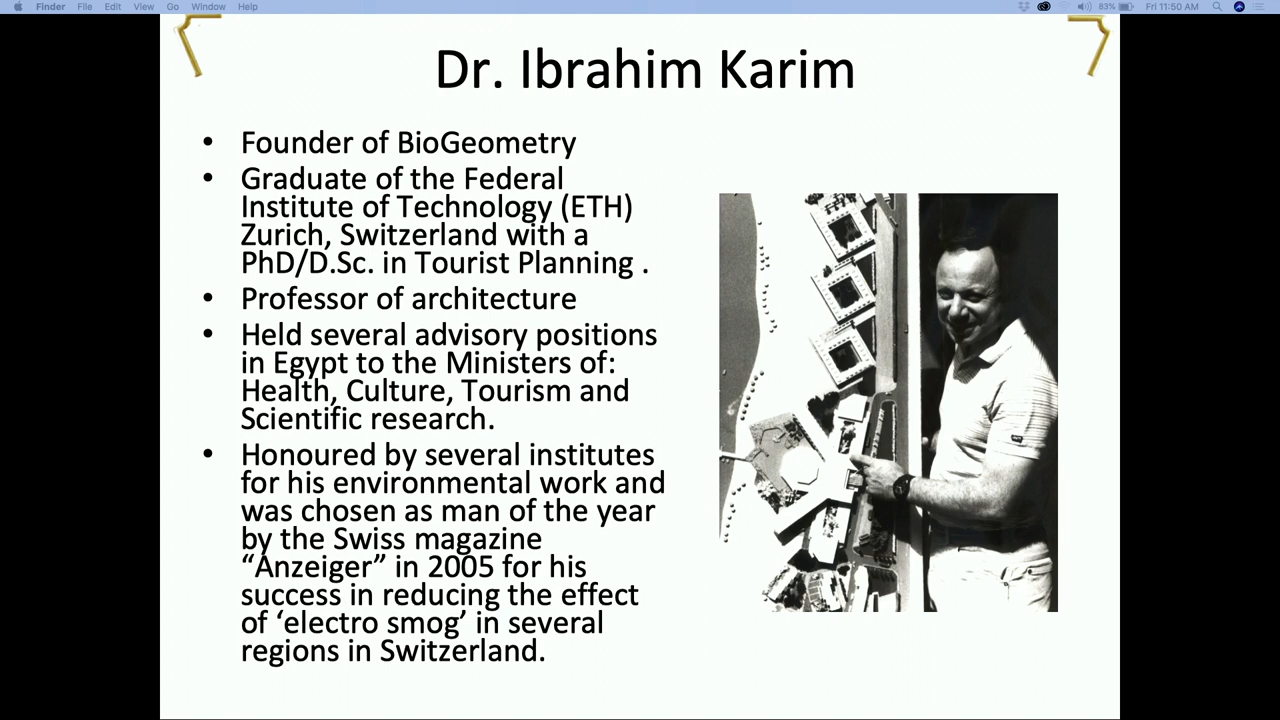 Finder File Edit View Go Window Help 83% Fri 11:50 AM
Dr. Ibrahim Karim
• Founder of BioGeometry
• Graduate of the Federal
Institute of Technology (ETH)
Zurich, Switzerland with a
PhD/D.Sc. in Tourist Planning .
• Professor of architecture
• Held several advisory positions
in Egypt to the Ministers of:
Health, Culture, Tourism and
Scientific research.
• Honoured by several institutes
for his environmental work and
was chosen as man of the year
by the Swiss magazine
“Anzeiger” in 2005 for his
success in reducing the effect
of ‘electro smog’ in several
regions in Switzerland.